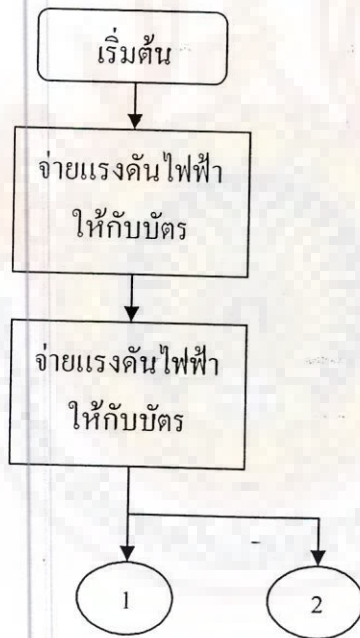 เริ่มต้น
จ่ายแรงดันไฟฟ้า
ให้กับบัตร
จ่ายแรงดันไฟฟ้า
ให้กับบัตร
1
2